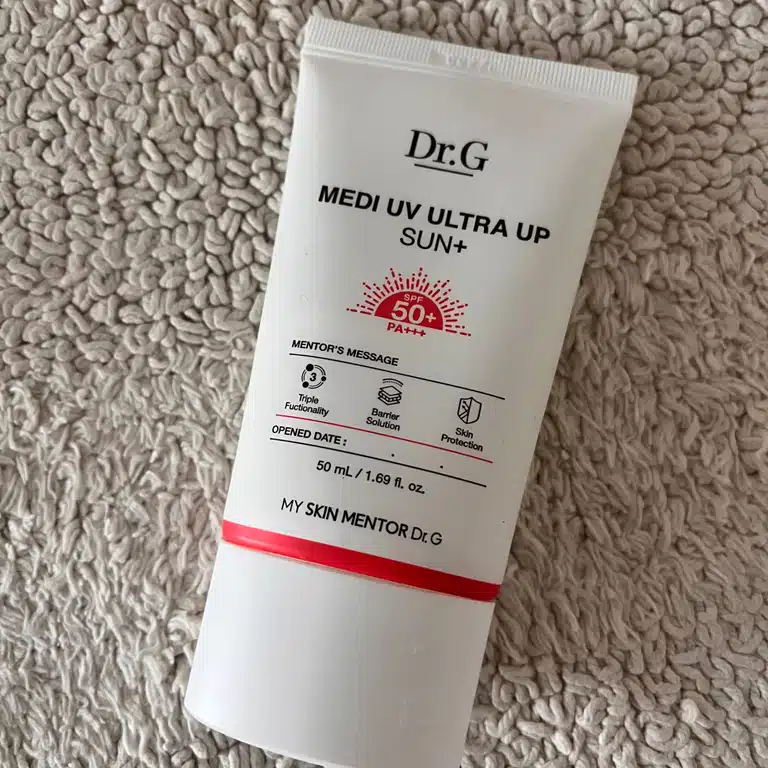 Dr.G
MEDI UV ULTRA UP
SUN+
SPF
50+
PA+++
MENTOR'S MESSAGE
3
Triple
Fuctionality
Barrier
Solution
Skin
Protection
OPENED DATE : . .
50 mL / 1.69 fl. oz.
MY SKIN MENTOR Dr.G